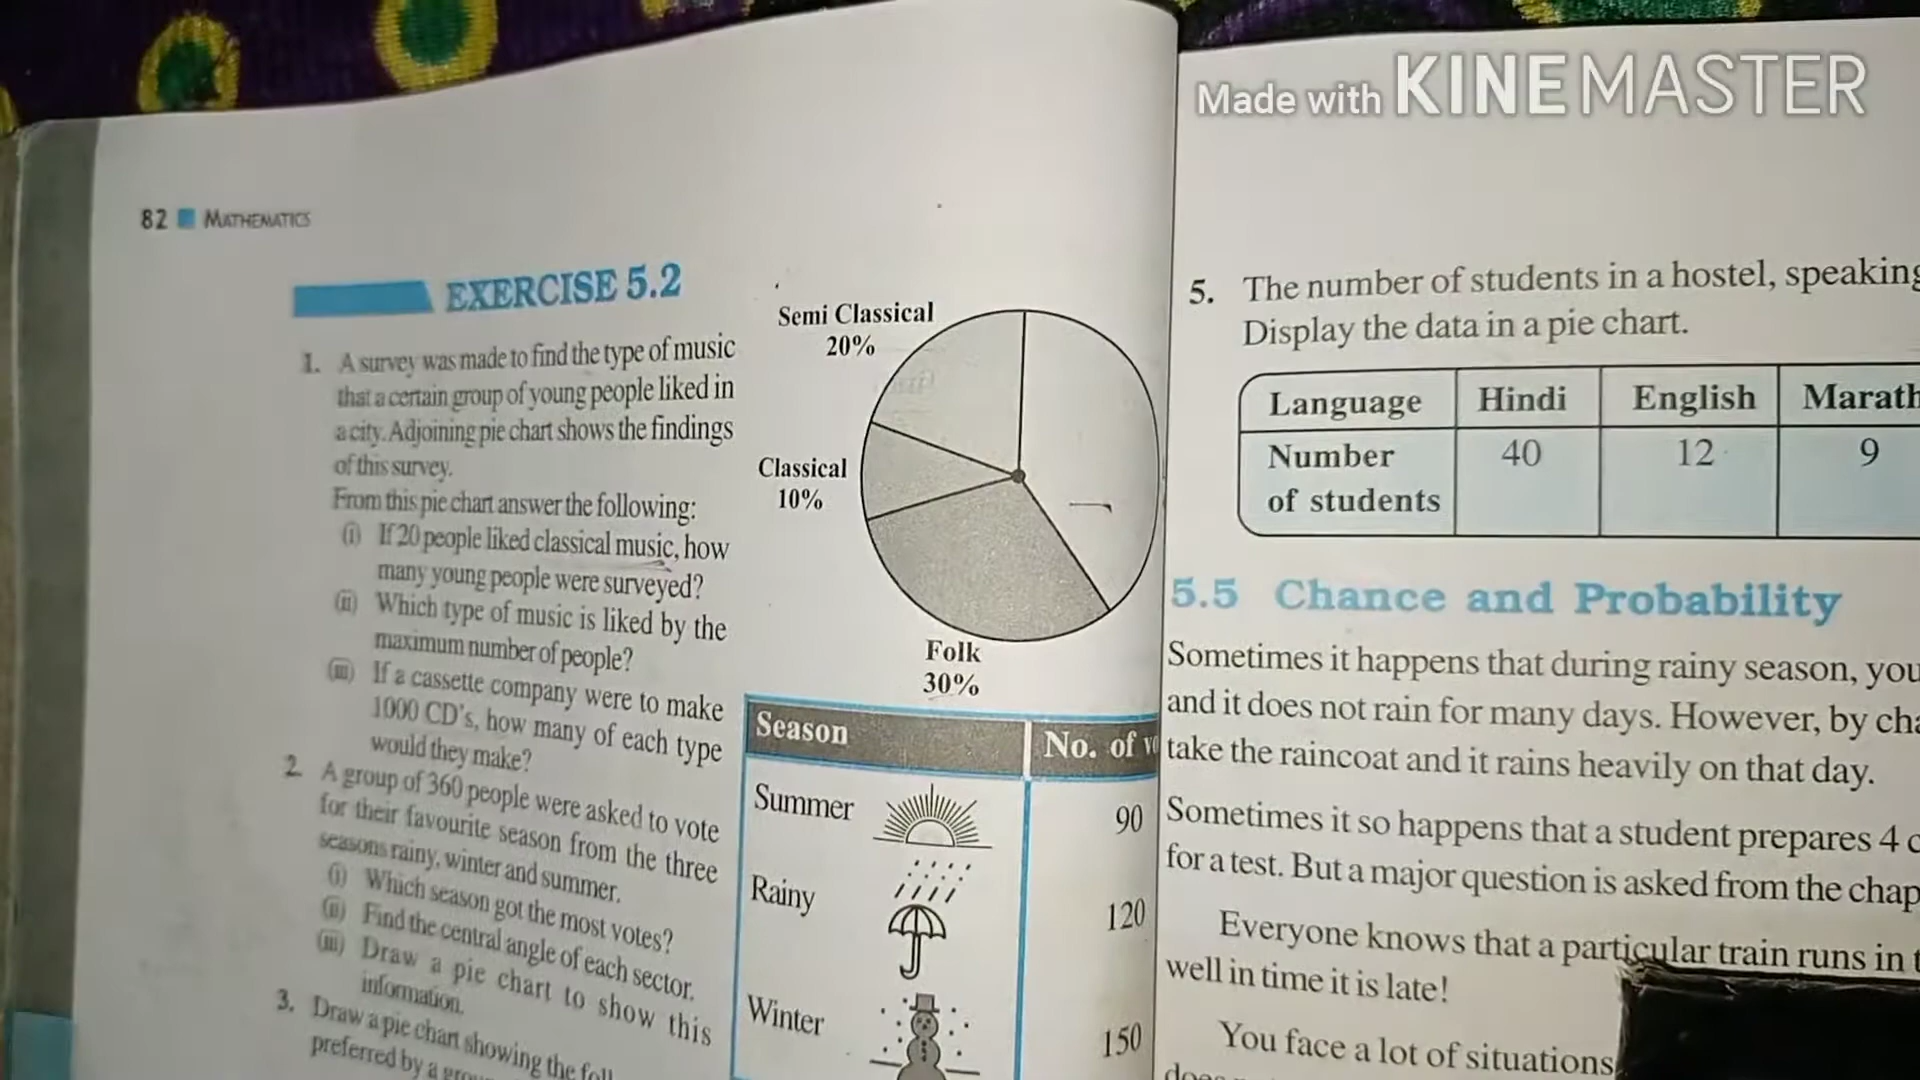 Made with KINEMASTER
82 MATHEMATICS
EXERCISE 5.2
1. A survey was made to find the type of music
that a certain group of young people liked in
a city. Adjoining pie chart shows the findings
of this survey.
From this pie chart answer the following:
(i) If 20 people liked classical music, how
many young people were surveyed?
(ii) Which type of music is liked by the
maximum number of people?
(iii) If a cassette company were to make
1000 CD's, how many of each type
would they make?
Semi Classical
20%
Classical
10%
Folk
30%
2. A group of 360 people were asked to vote
for their favourite season from the three
seasons rainy, winter and summer.
(i) Which season got the most votes?
(ii) Find the central angle of each sector.
(iii) Draw a pie chart to show this
information.
Season No. of
Summer 90
Rainy 120
Winter 150
3. Draw a pie chart showing the
preferred by a
5. The number of students in a hostel, speaking
Display the data in a pie chart.
Language Hindi English Marath
Number 40 12 9
of students
5.5 Chance and Probability
Sometimes it happens that during rainy season, you
and it does not rain for many days. However, by
take the raincoat and it rains heavily on that day.
Sometimes it so happens that a student prepares 4
for a test. But a major question is asked from the chap
Everyone knows that a particular train runs in
well in time it is late!
You face a lot of situations